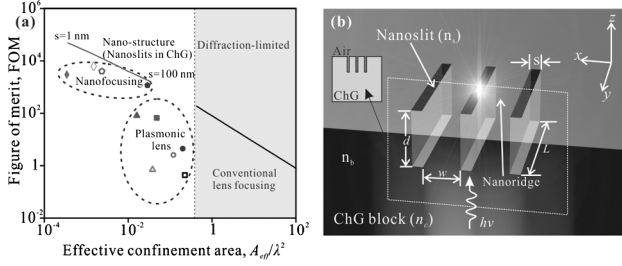 (a)
Figure of merit, FOM
10^6
10^4
10^2
1
10^-2
s=1 nm
Nano-structure
(Nanoslits in ChG)
Nanofocusing
s=100 nm
Plasmonic
lens
Diffraction-limited
Conventional
lens focusing
10^-4
10^-2
1
10^2
Effective confinement area, A_eff/λ^2
(b)
Nanoslit (n_s)
Air
ChG
s
z
x
y
d
L
n_b
w
Nanoridge
hν
ChG block (n_c)